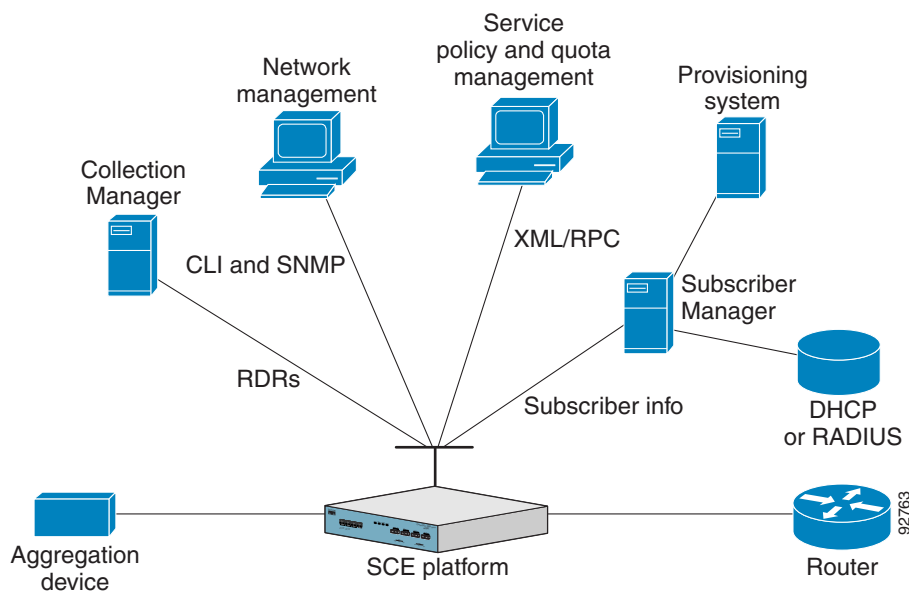 Service
policy and quota
management
Network
management
Provisioning
system
Collection
Manager
XML/RPC
CLI and SNMP
Subscriber
Manager
RDRs
Subscriber info
DHCP
or RADIUS
Aggregation
device
SCE platform
Router
92763